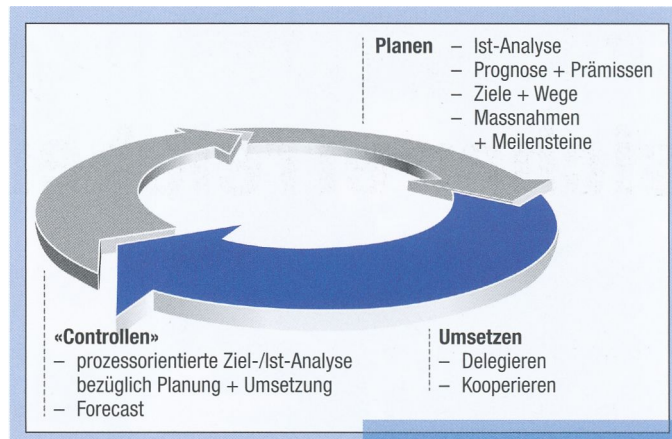 Planen – Ist-Analyse
– Prognose + Prämissen
– Ziele + Wege
– Massnahmen
+ Meilensteine
«Controllen»
– prozessorientierte Ziel-/Ist-Analyse
bezüglich Planung + Umsetzung
– Forecast
Umsetzen
– Delegieren
– Kooperieren